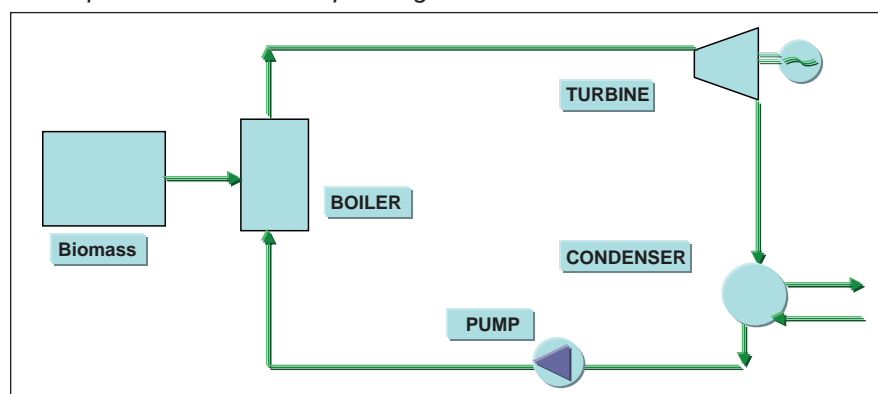 TURBINE
BOILER
Biomass
CONDENSER
PUMP